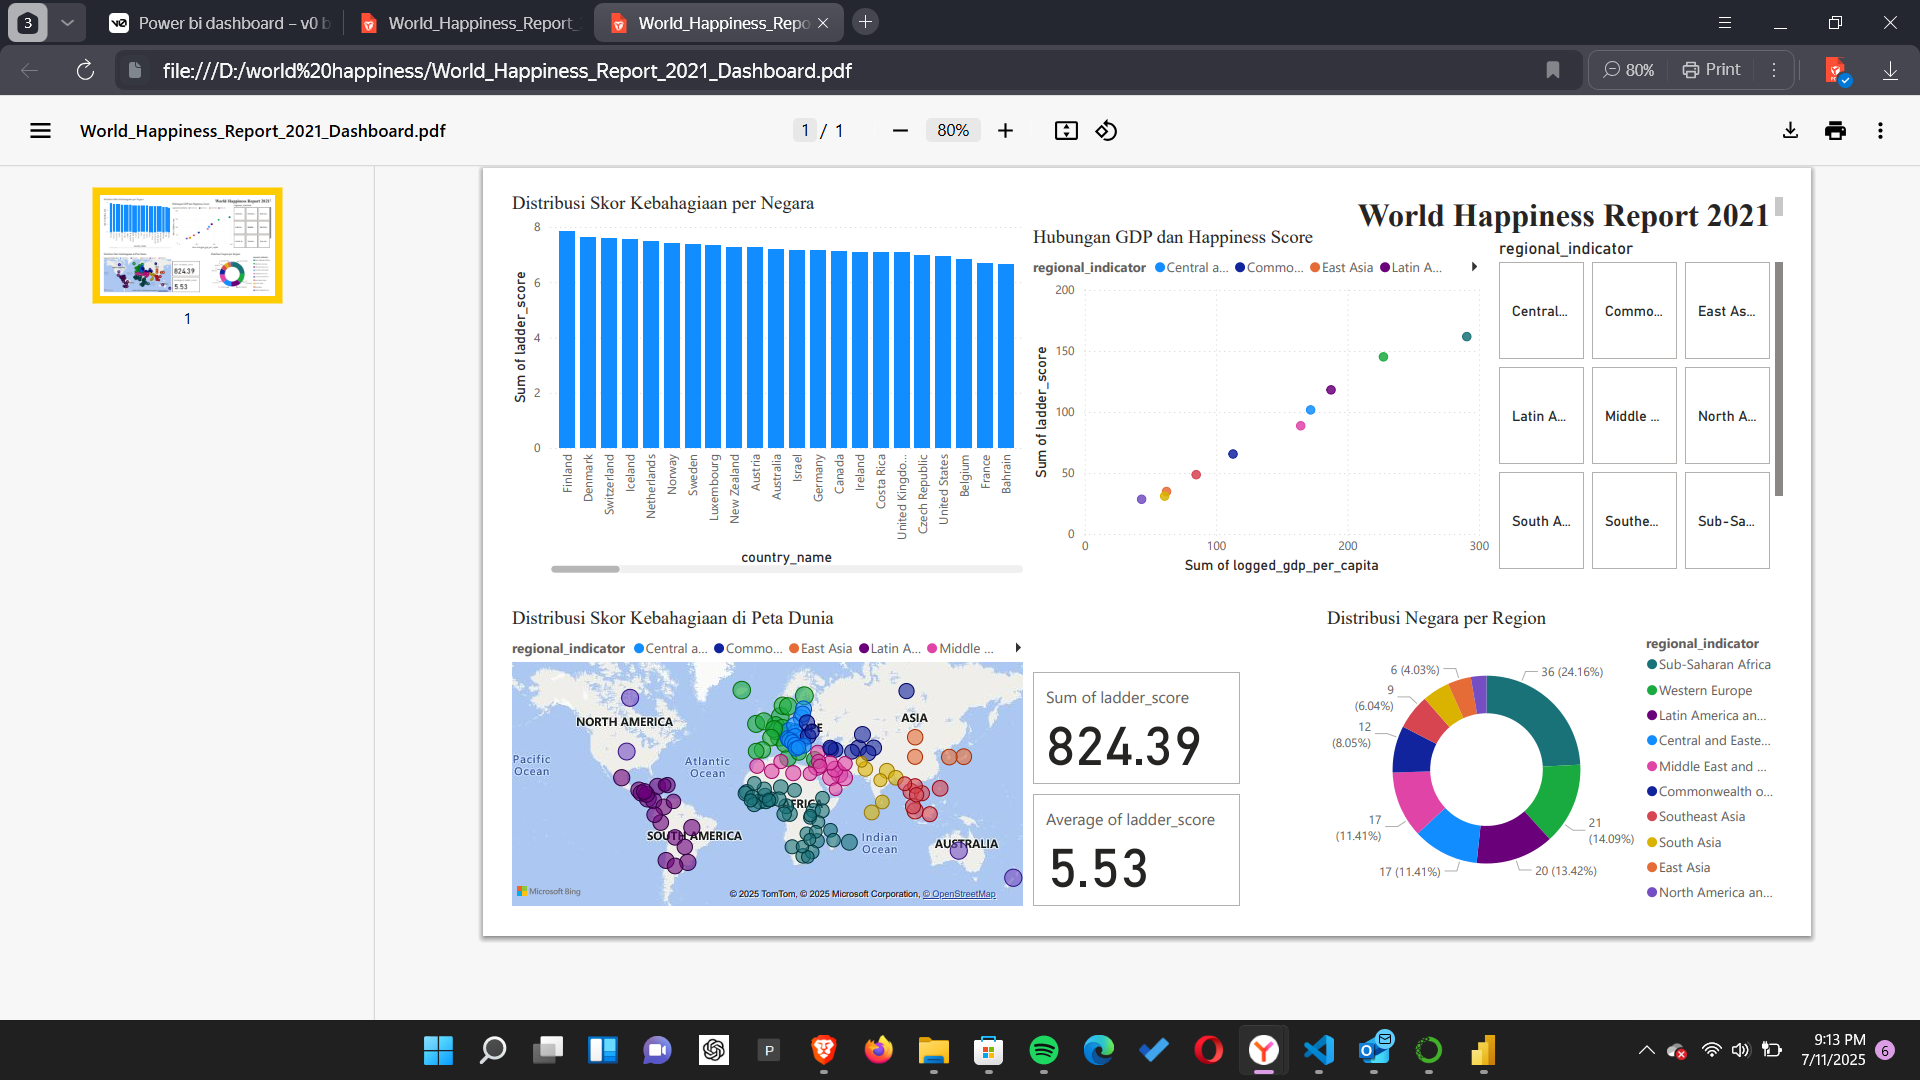 3
Power bi dashboard – v0 b
World_Happiness_Report_
World_Happiness_Repo
file:///D:/world%20happiness/World_Happiness_Report_2021_Dashboard.pdf
80%
Print
World_Happiness_Report_2021_Dashboard.pdf
1 / 1
80%
1
World Happiness Report 2021
Distribusi Skor Kebahagiaan per Negara
Sum of ladder_score
8
6
4
2
0
Finland
Denmark
Switzerland
Iceland
Netherlands
Norway
Sweden
Luxembourg
New Zealand
Austria
Australia
Israel
Germany
Canada
Ireland
Costa Rica
United Kingdo...
Czech Republic
United States
Belgium
France
Bahrain
country_name
Hubungan GDP dan Happiness Score
regional_indicator Central a... Commo... East Asia Latin A...
Sum of ladder_score
200
150
100
50
0
0 100 200 300
Sum of logged_gdp_per_capita
regional_indicator
Central... Commo... East As...
Latin A... Middle ... North A...
South A... Southe... Sub-Sa...
Distribusi Skor Kebahagiaan di Peta Dunia
regional_indicator Central a... Commo... East Asia Latin A... Middle ...
NORTH AMERICA
ASIA
Pacific
Ocean
Atlantic
Ocean
SOUTH AMERICA
Indian
Ocean
AUSTRALIA
Microsoft Bing
© 2025 TomTom, © 2025 Microsoft Corporation, © OpenStreetMap
Sum of ladder_score
824.39
Average of ladder_score
5.53
Distribusi Negara per Region
36 (24.16%)
21
(14.09%)
20 (13.42%)
17 (11.41%)
17
(11.41%)
12
(8.05%)
9
(6.04%)
6 (4.03%)
regional_indicator
Sub-Saharan Africa
Western Europe
Latin America an...
Central and Easte...
Middle East and ...
Commonwealth o...
Southeast Asia
South Asia
East Asia
North America an...
P
9:13 PM
7/11/2025
6